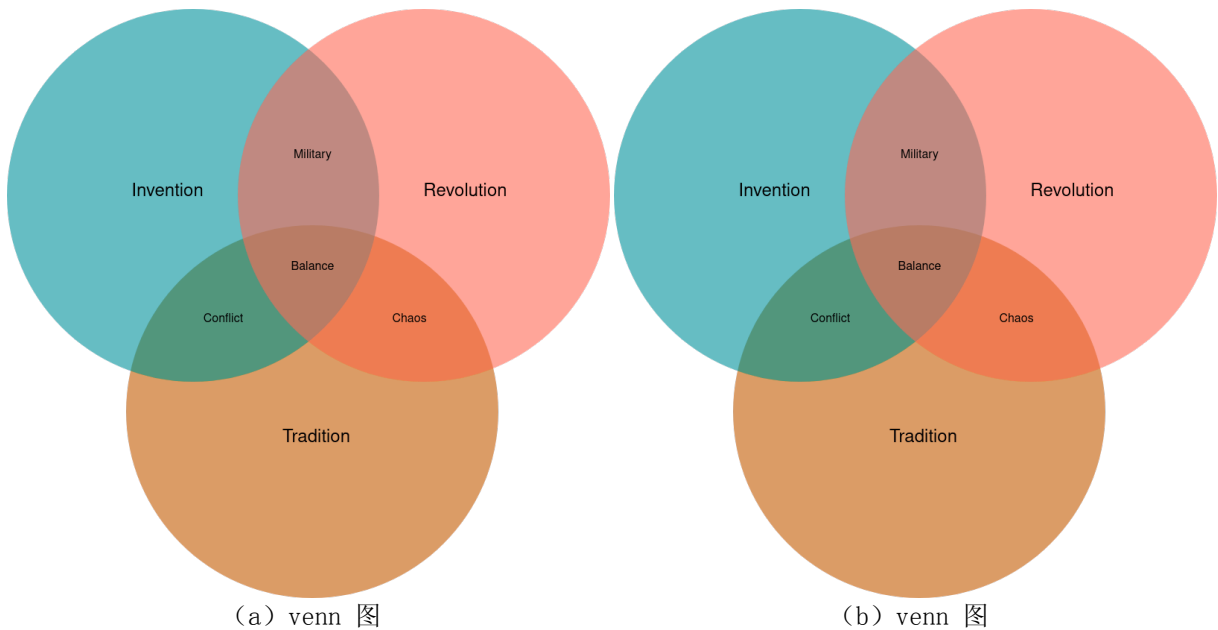 Military
Invention
Revolution
Balance
Conflict
Chaos
Tradition
（a）venn 图
Military
Invention
Revolution
Balance
Conflict
Chaos
Tradition
（b）venn 图